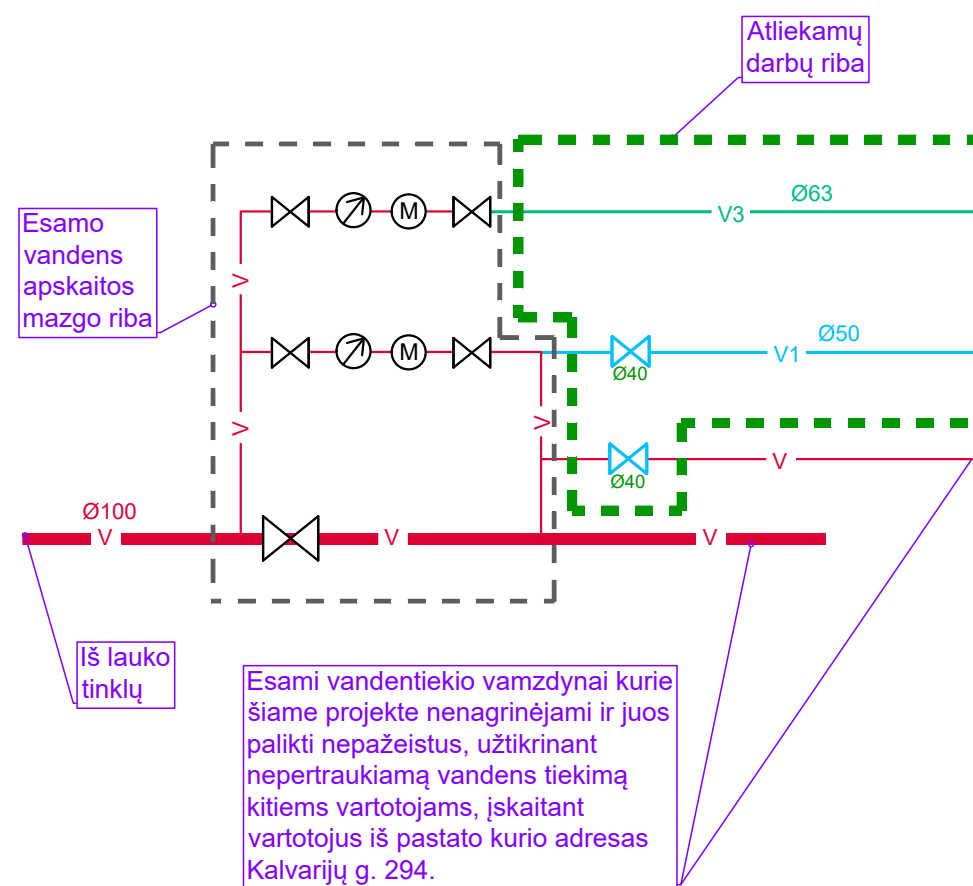 Atliekamų
darbų riba
Ø63
V3
M
Esamo
vandens
apskaitos
mazgo riba
V
Ø50
V1
M
Ø40
V
V
V
Ø40
Ø100
V
V
V
Iš lauko
tinklų
Esami vandentiekio vamzdynai kurie
šiame projekte nenagrinėjami ir juos
palikti nepažeistus, užtikrinant
nepertraukiamą vandens tiekimą
kitiems vartotojams, įskaitant
vartotojus iš pastato kurio adresas
Kalvarijų g. 294.